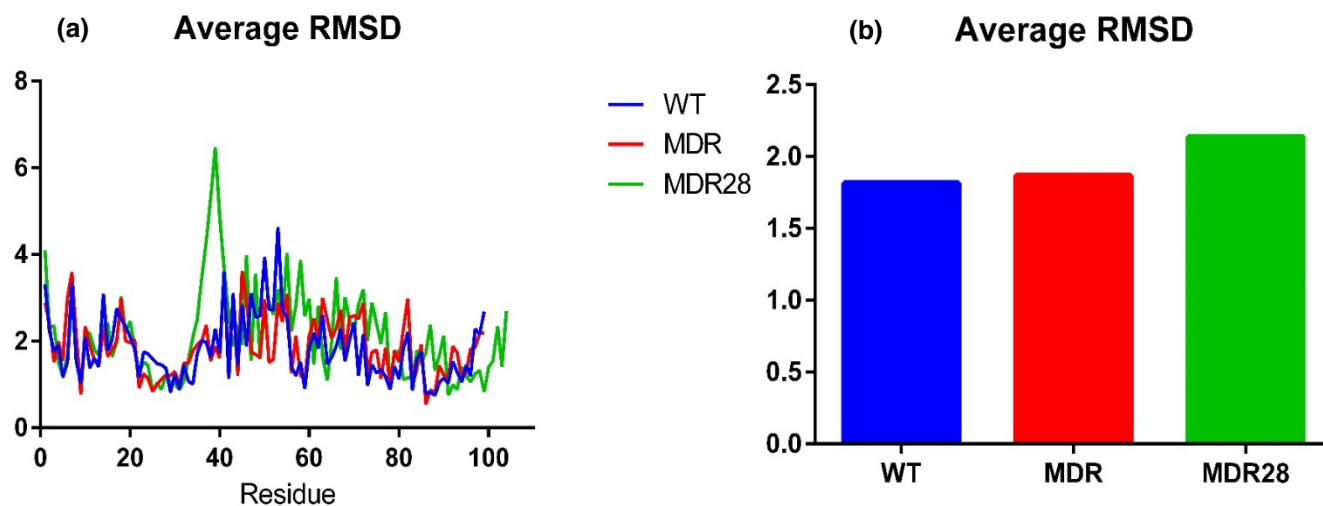 (a) Average RMSD
8
6
4
2
0
0 20 40 60 80 100
Residue
WT
MDR
MDR28
(b) Average RMSD
2.5
2.0
1.5
1.0
0.5
0.0
WT MDR MDR28